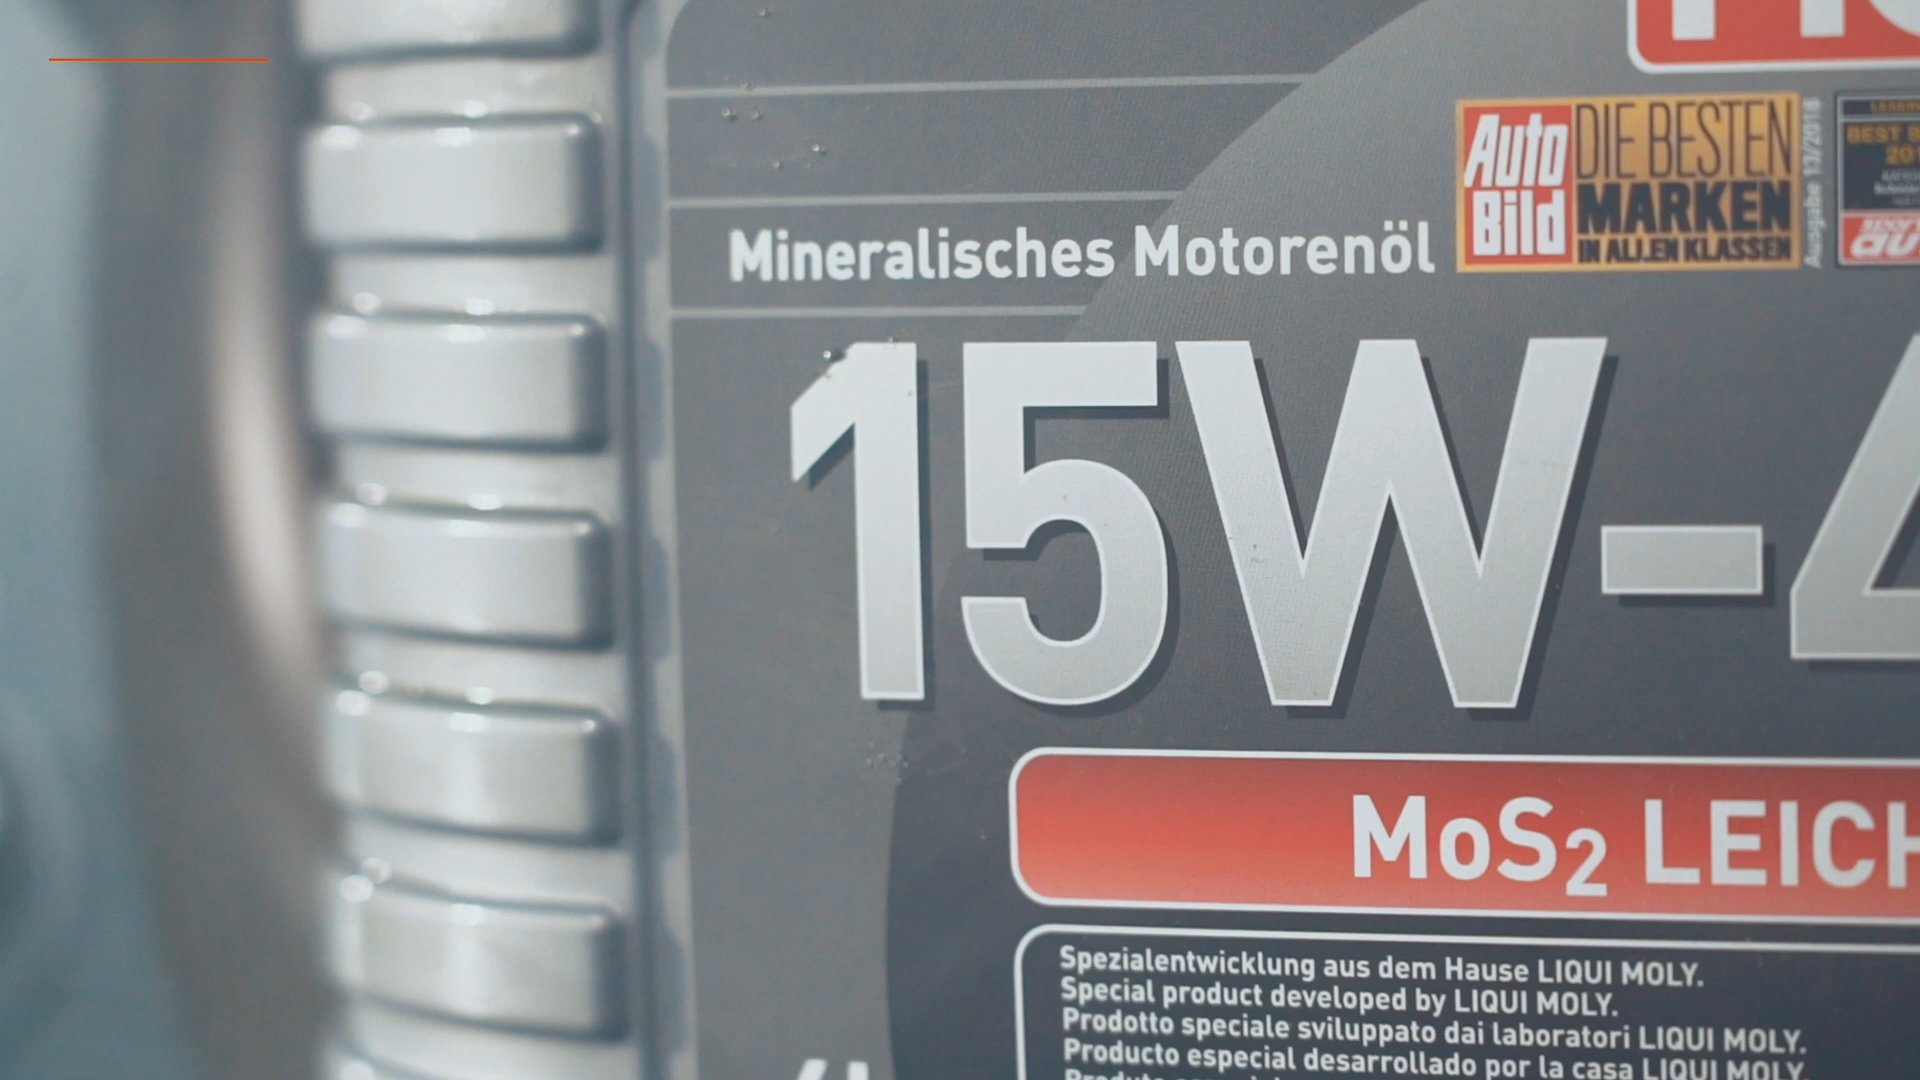 Auto
Bild
DIE BESTEN
MARKEN
IN ALLEN KLASSEN
Ausgabe 13/2018
BEST
Mineralisches Motorenöl
15W-4
MoS2 LEICH
Spezialentwicklung aus dem Hause LIQUI MOLY.
Special product developed by LIQUI MOLY.
Prodotto speciale sviluppato dai laboratori LIQUI MOLY.
Producto especial desarrollado por la casa LIQUI MOLY.